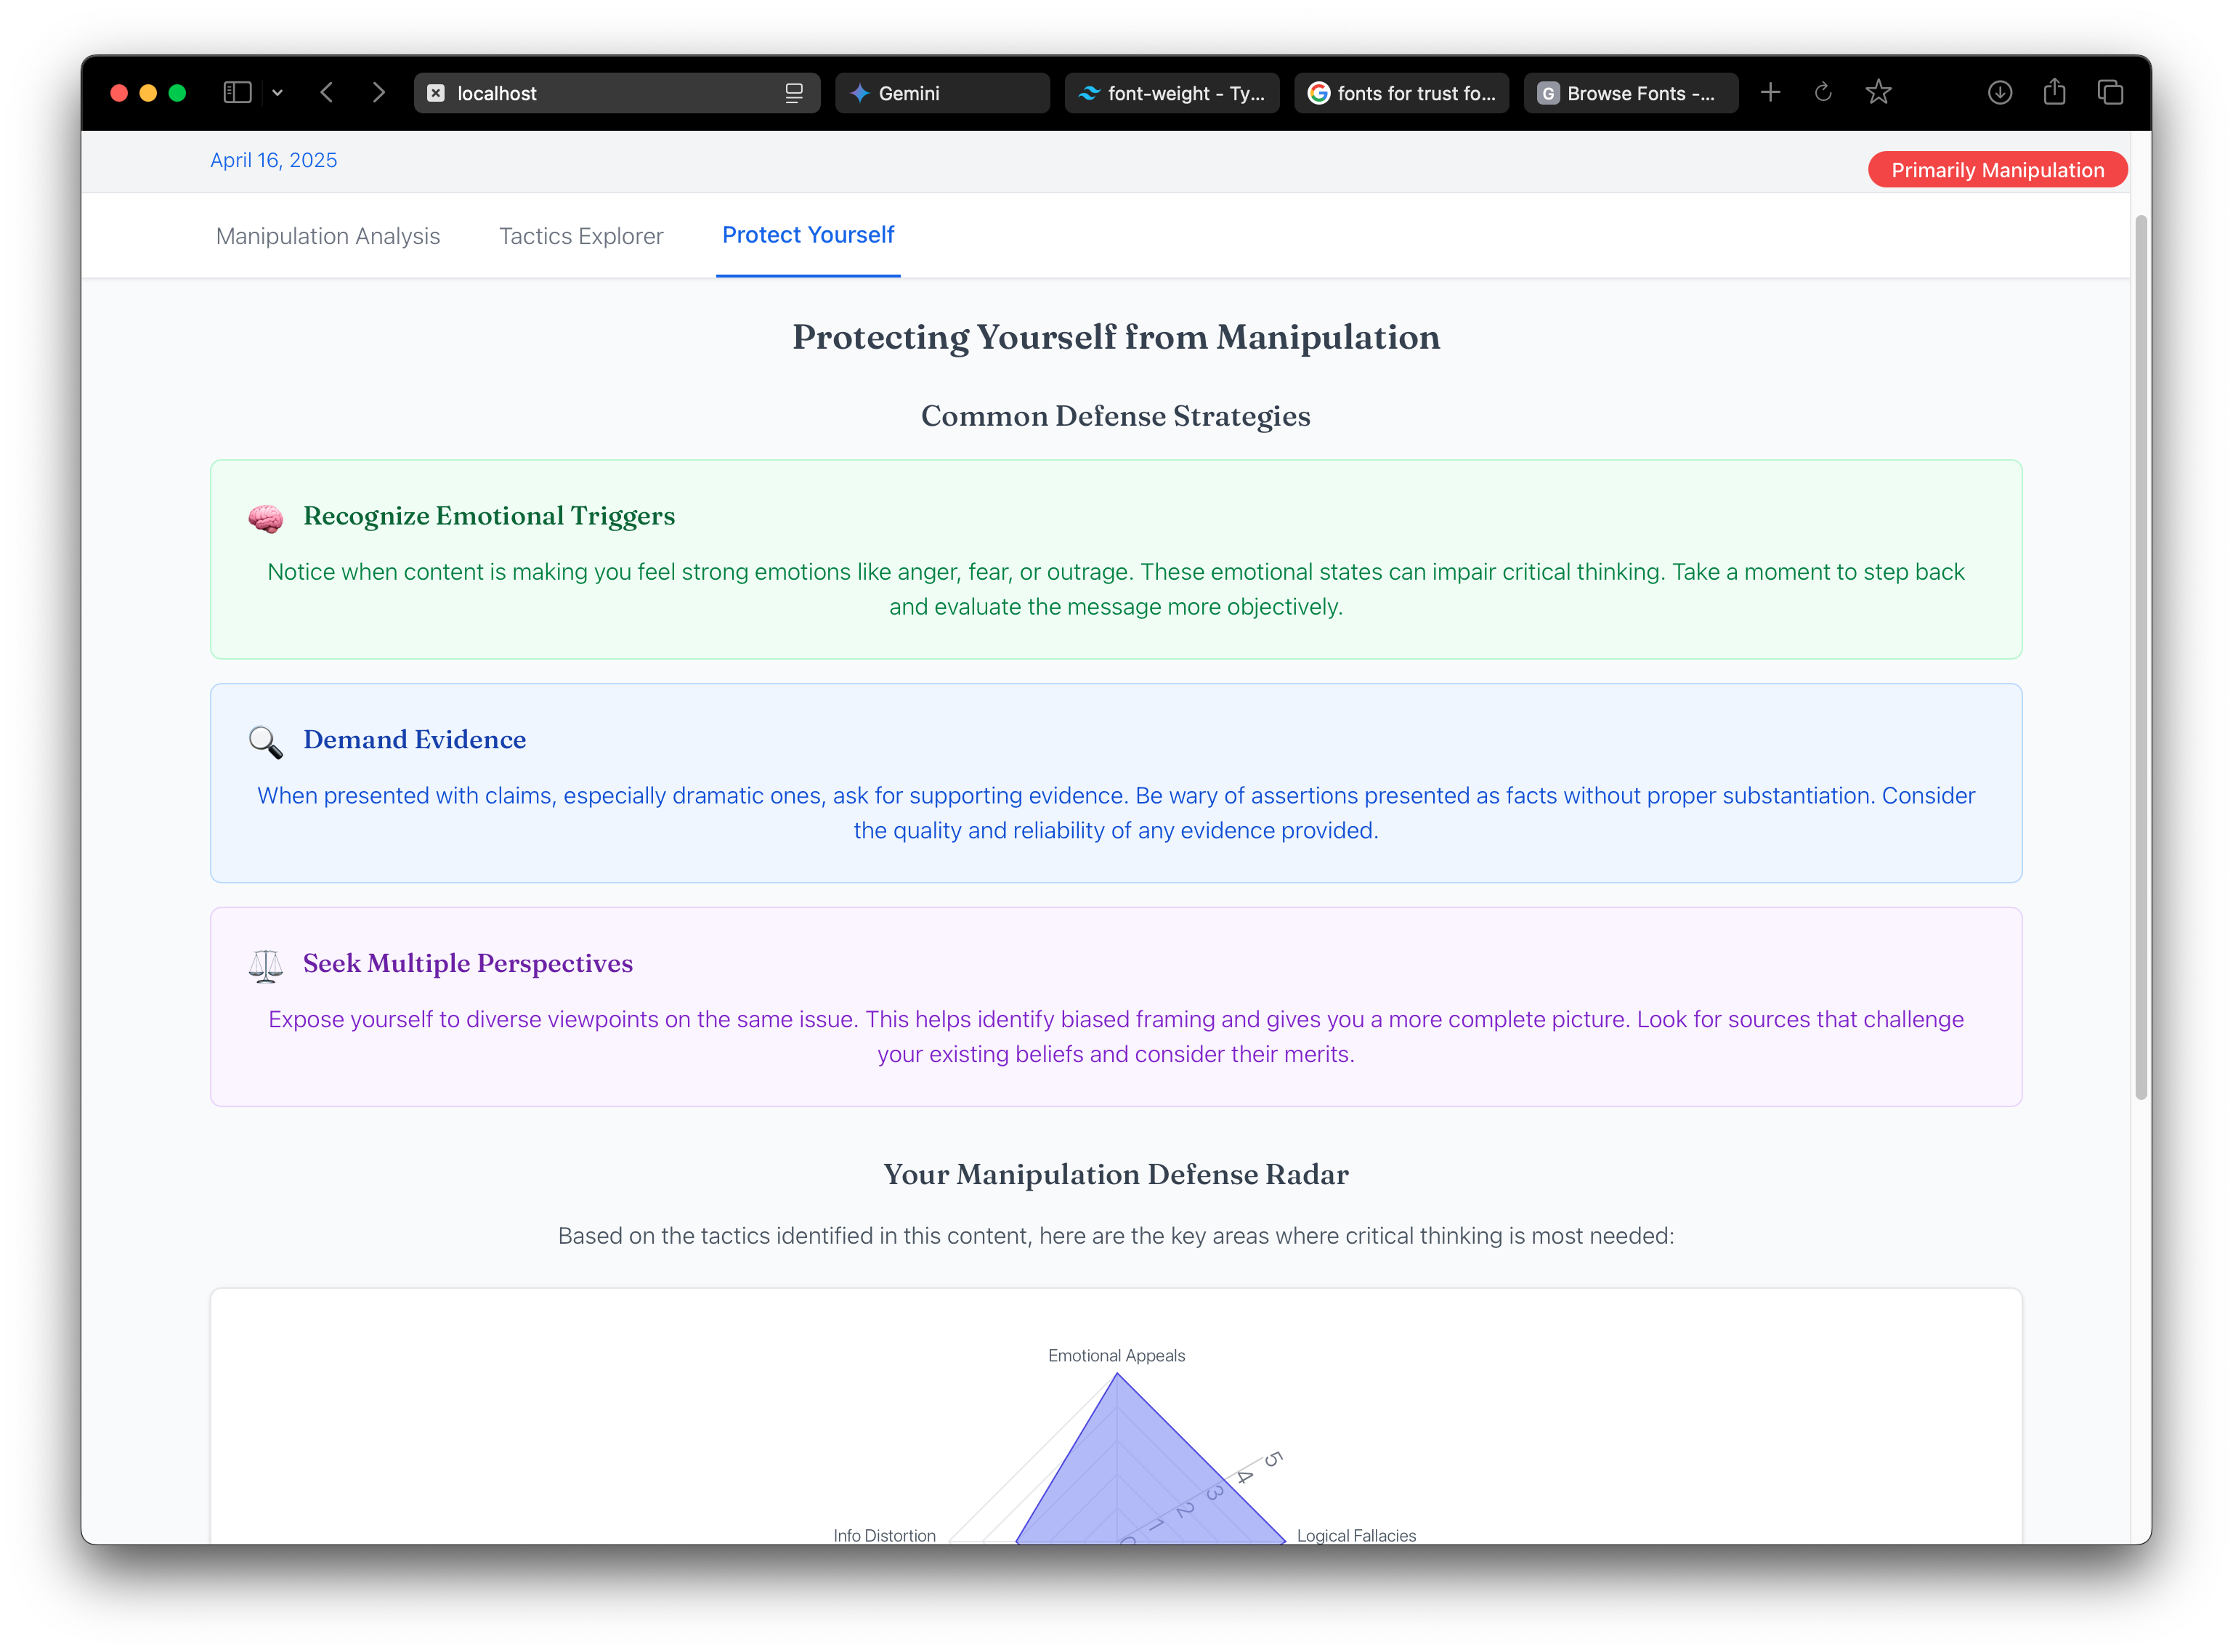 localhost
Gemini
font-weight - Ty...
fonts for trust fo...
G
Browse Fonts -...
April 16, 2025
Primarily Manipulation
Manipulation Analysis
Tactics Explorer
Protect Yourself
Protecting Yourself from Manipulation
Common Defense Strategies
Recognize Emotional Triggers
Notice when content is making you feel strong emotions like anger, fear, or outrage. These emotional states can impair critical thinking. Take a moment to step back
and evaluate the message more objectively.
Demand Evidence
When presented with claims, especially dramatic ones, ask for supporting evidence. Be wary of assertions presented as facts without proper substantiation. Consider
the quality and reliability of any evidence provided.
Seek Multiple Perspectives
Expose yourself to diverse viewpoints on the same issue. This helps identify biased framing and gives you a more complete picture. Look for sources that challenge
your existing beliefs and consider their merits.
Your Manipulation Defense Radar
Based on the tactics identified in this content, here are the key areas where critical thinking is most needed:
Emotional Appeals
5
4
3
2
1
0
Info Distortion
Logical Fallacies